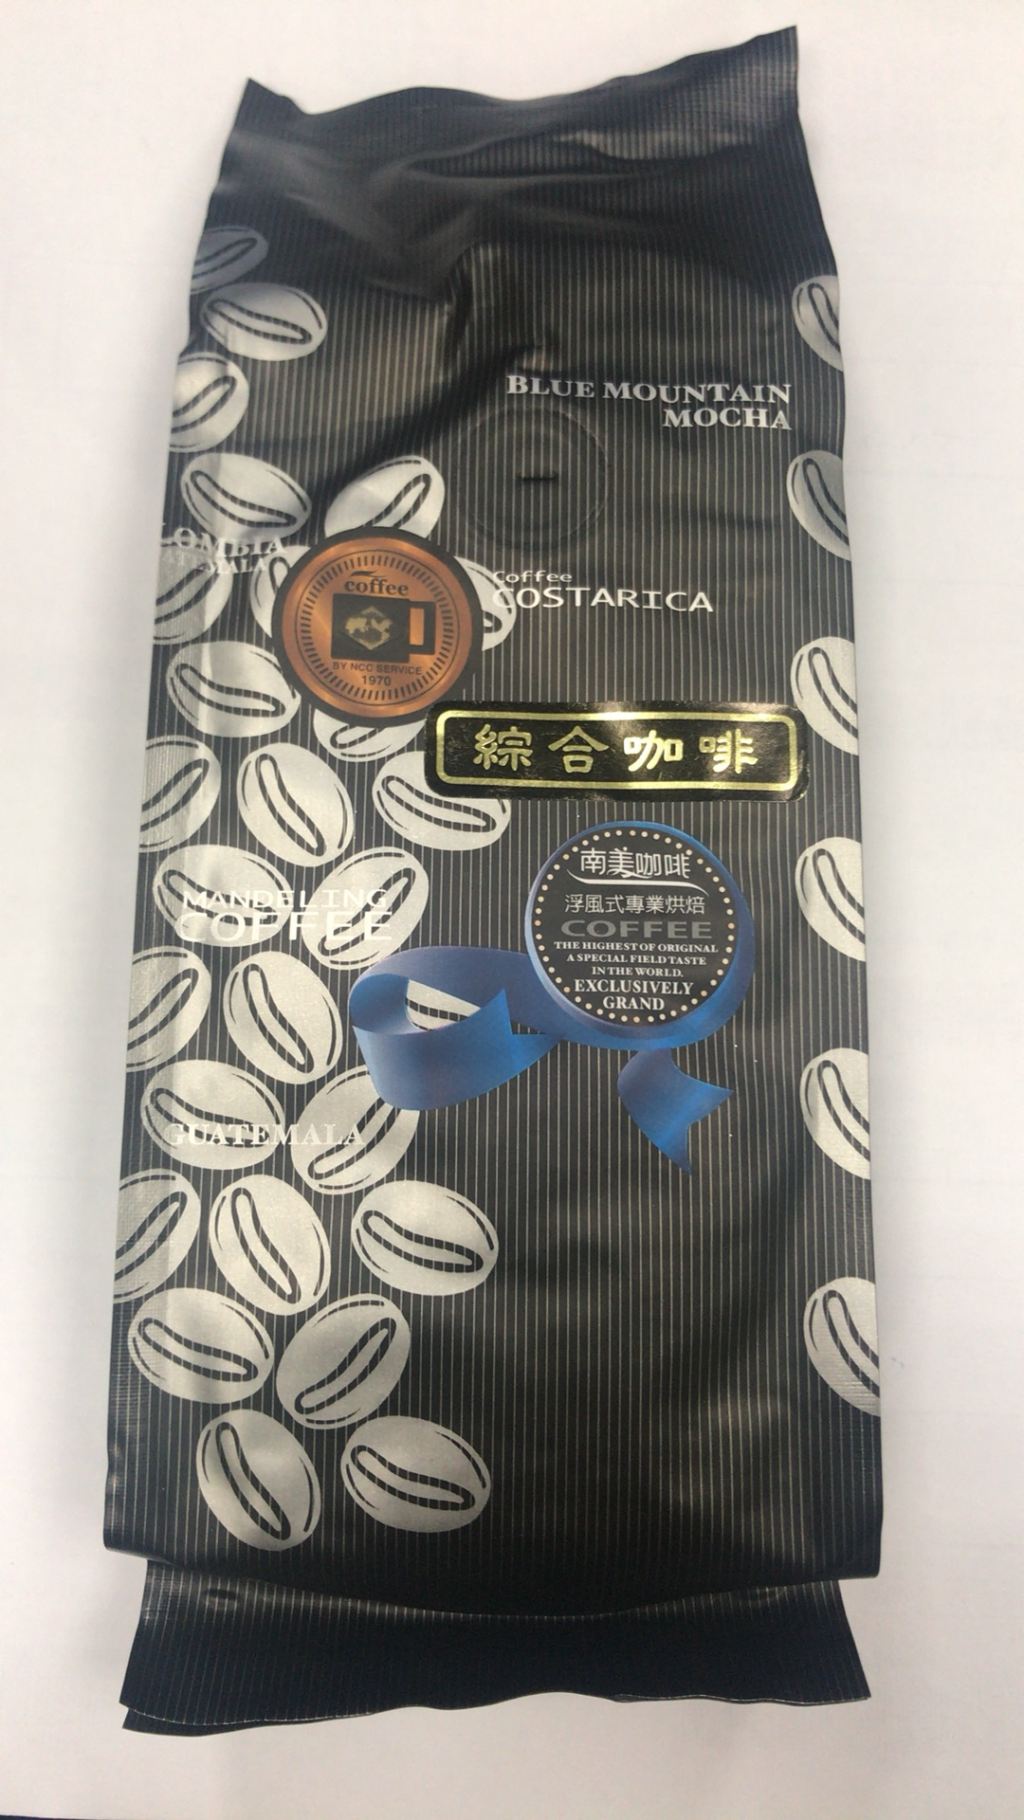 BLUE MOUNTAIN
MOCHA
OMBIA
coffee
BY NCC SERVICE
1970
Coffee
COSTARICA
綜合咖啡
南美咖啡
浮風式專業烘焙
COFFEE
THE HIGHEST OF ORIGINAL
A SPECIAL FIELD TASTE
IN THE WORLD.
EXCLUSIVELY
GRAND
MANDELING
COFFEE
GUATEMALA